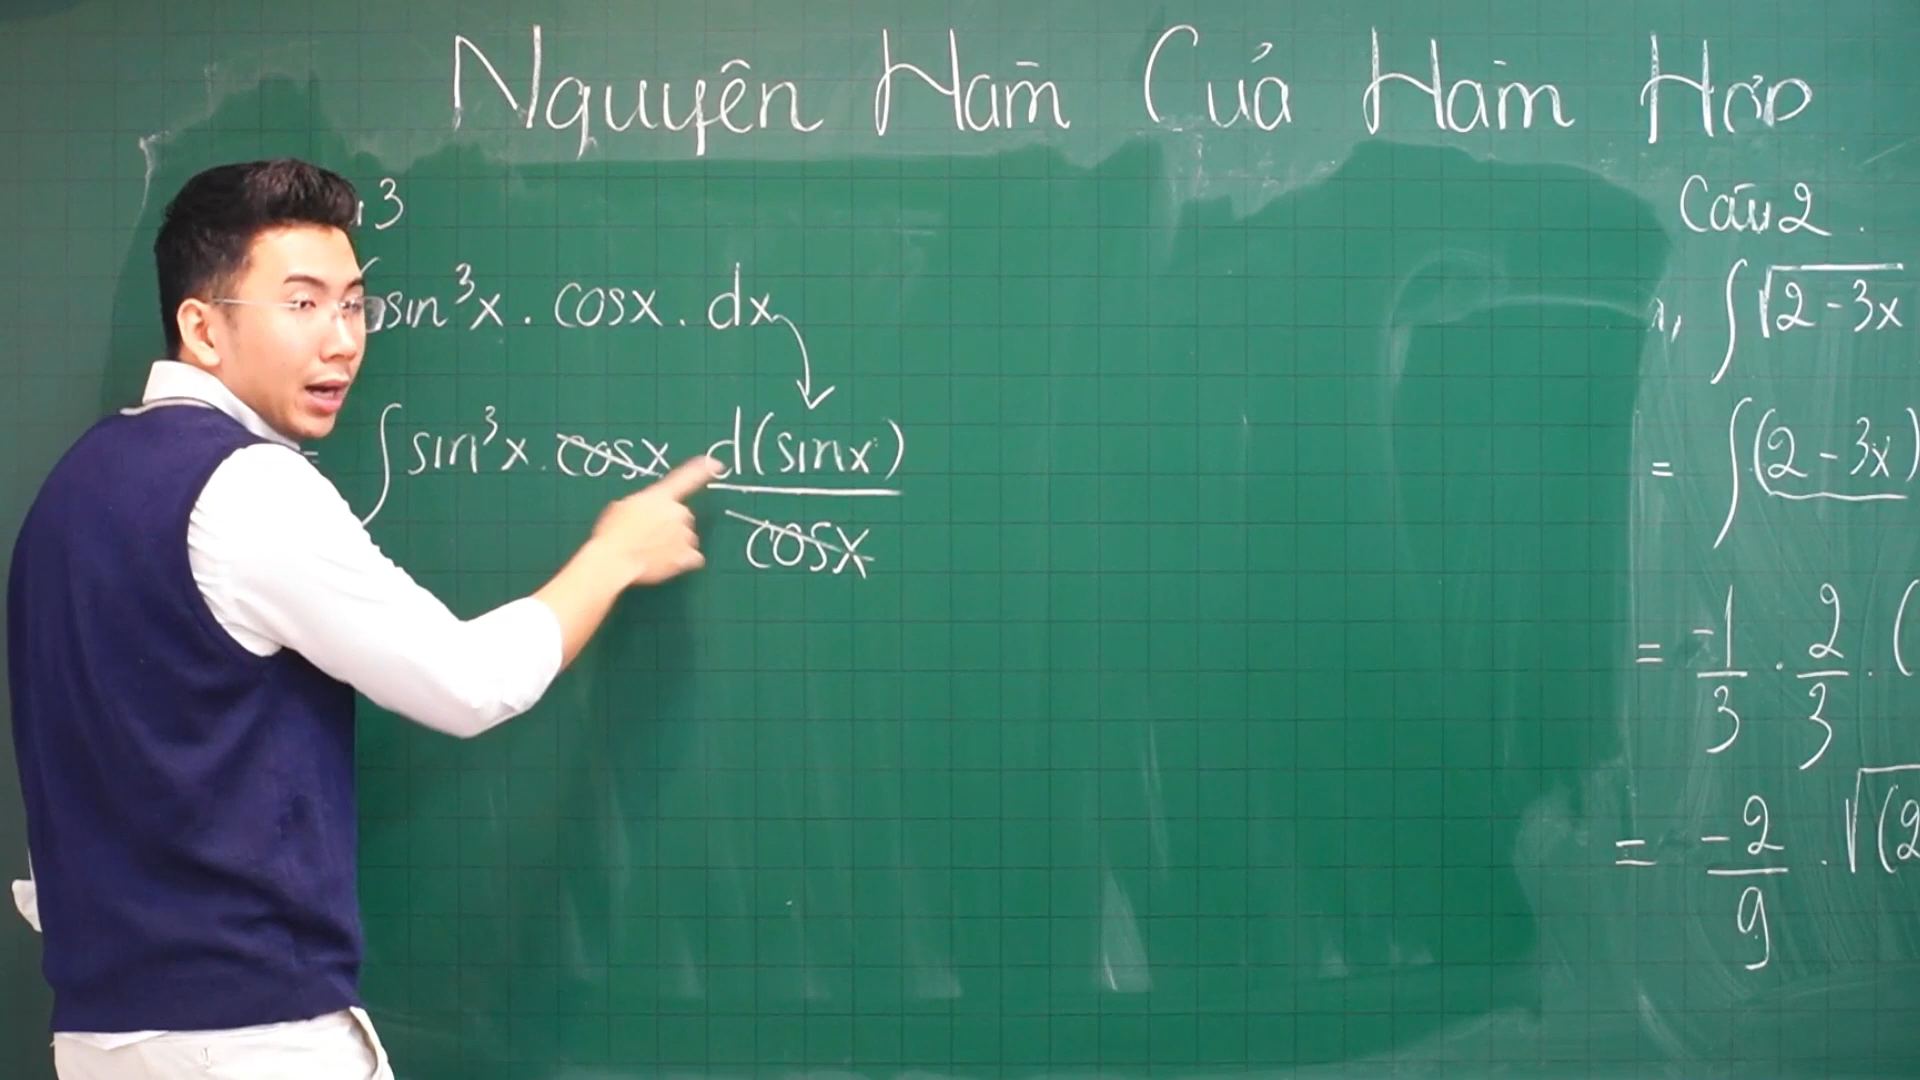 Nguyên Hàm Của Hàm Hợp
3
∫sin³x . cosx . dx
= ∫sin³x . cosx d(sinx)
cosx
Câu 2 .
a, ∫√2 - 3x
= ∫(2 - 3x)
= -1/3 . 2/3 . (
= -2/9 . √(2